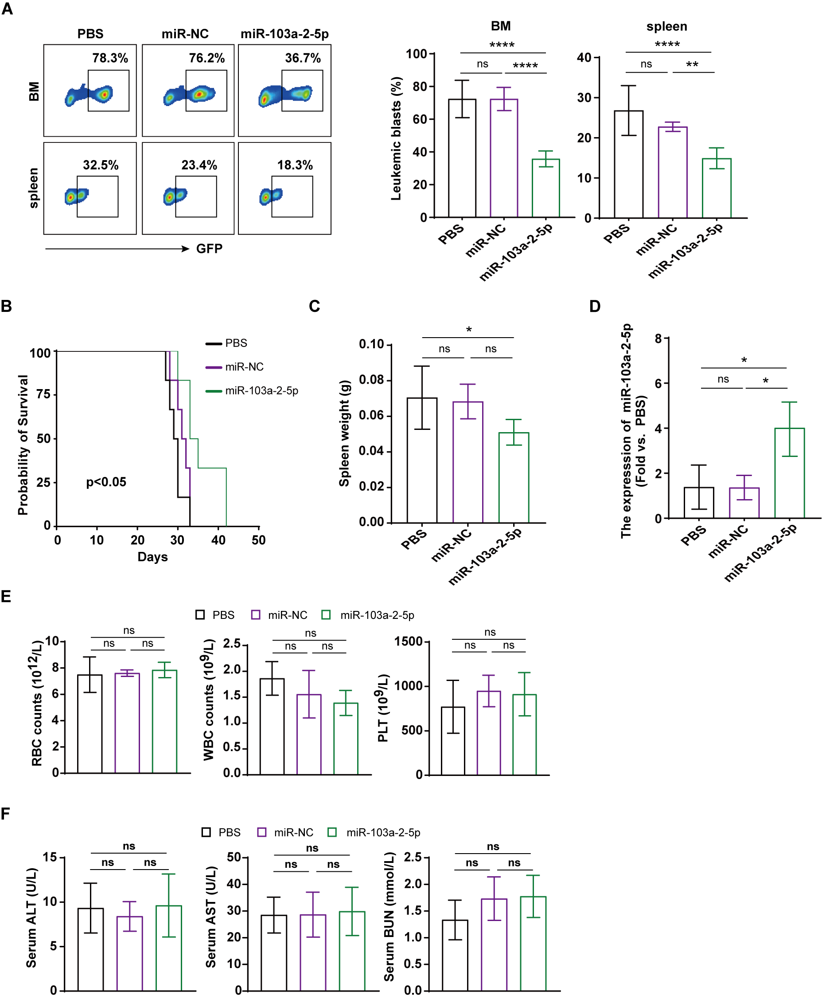 A
PBS
miR-NC
miR-103a-2-5p
BM
78.3%
76.2%
36.7%
spleen
32.5%
23.4%
18.3%
GFP
BM
Leukemic blasts (%)
100
80
60
40
20
0
****
ns
****
PBS
miR-NC
miR-103a-2-5p
spleen
40
30
20
10
0
****
ns
**
PBS
miR-NC
miR-103a-2-5p
B
Probability of Survival
100
75
50
25
0
PBS
miR-NC
miR-103a-2-5p
p<0.05
0 10 20 30 40 50
Days
C
Spleen weight (g)
0.10
0.08
0.06
0.04
0.02
0.00
*
ns
ns
PBS
miR-NC
miR-103a-2-5p
D
The expression of miR-103a-2-5p
(Fold vs. PBS)
8
6
4
2
0
*
ns
*
PBS
miR-NC
miR-103a-2-5p
E
PBS
miR-NC
miR-103a-2-5p
RBC counts (10¹²/L)
10
8
6
4
2
0
ns
ns
ns
WBC counts (10⁹/L)
2.5
2.0
1.5
1.0
0.5
0.0
ns
ns
ns
PLT (10⁹/L)
1500
1000
500
0
ns
ns
ns
F
PBS
miR-NC
miR-103a-2-5p
Serum ALT (U/L)
15
10
5
0
ns
ns
ns
Serum AST (U/L)
50
40
30
20
10
0
ns
ns
ns
Serum BUN (mmol/L)
2.5
2.0
1.5
1.0
0.5
0.0
ns
ns
ns